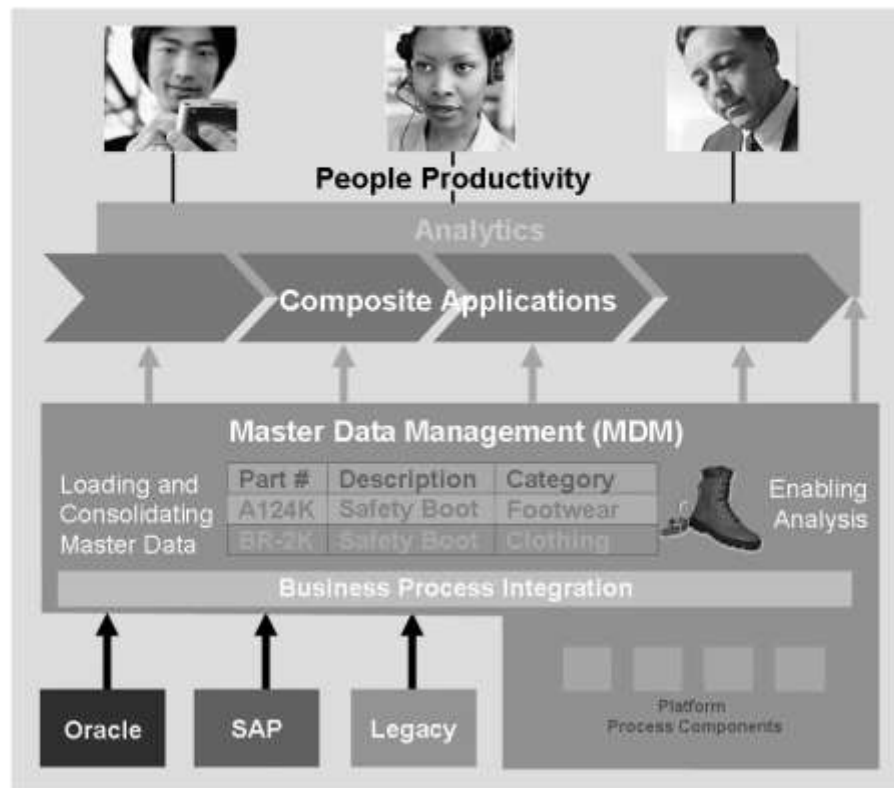 People Productivity
Analytics
Composite Applications
Master Data Management (MDM)
Loading and
Consolidating
Master Data
Part # Description Category
A124K Safety Boot Footwear
BR-2K Safety Boot Clothing
Enabling
Analysis
Business Process Integration
Oracle
SAP
Legacy
Platform
Process Components